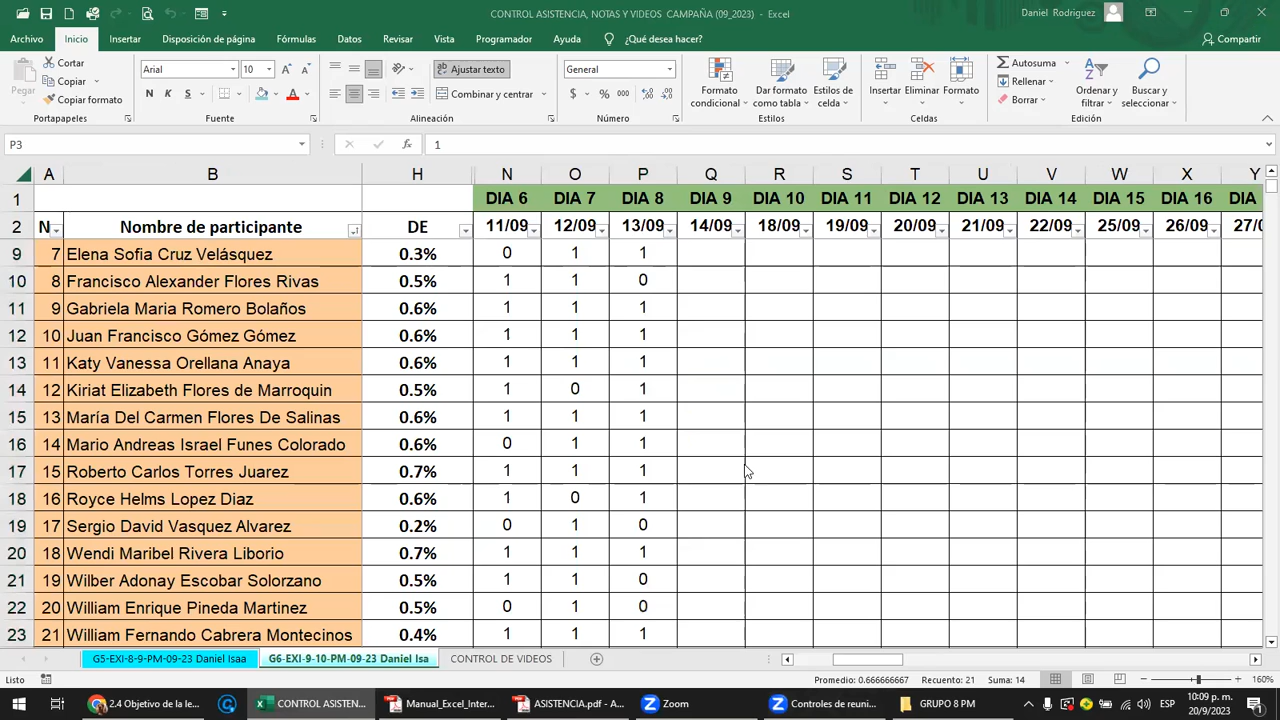 CONTROL ASISTENCIA, NOTAS Y VIDEOS CAMPAÑA (09_2023) - Excel
Daniel Rodriguez
Archivo Inicio Insertar Disposición de página Fórmulas Datos Revisar Vista Programador Ayuda ¿Qué desea hacer? Compartir
Pegar
Cortar
Copiar
Copiar formato
Portapapeles
Arial 10
N K S
Fuente
Ajustar texto
Combinar y centrar
Alineación
General
$ % 000
Número
Formato condicional
Dar formato como tabla
Estilos de celda
Estilos
Insertar Eliminar Formato
Celdas
Autosuma
Rellenar
Borrar
Ordenar y filtrar
Buscar y seleccionar
Edición
P3 fx 1
A B H N O P Q R S T U V W X Y
1 DIA 6 DIA 7 DIA 8 DIA 9 DIA 10 DIA 11 DIA 12 DIA 13 DIA 14 DIA 15 DIA 16 DIA
2 N Nombre de participante DE 11/09 12/09 13/09 14/09 18/09 19/09 20/09 21/09 22/09 25/09 26/09 27/0
9 7 Elena Sofia Cruz Velásquez 0.3% 0 1 1
10 8 Francisco Alexander Flores Rivas 0.5% 1 1 0
11 9 Gabriela Maria Romero Bolaños 0.6% 1 1 1
12 10 Juan Francisco Gómez Gómez 0.6% 1 1 1
13 11 Katy Vanessa Orellana Anaya 0.6% 1 1 1
14 12 Kiriat Elizabeth Flores de Marroquin 0.5% 1 0 1
15 13 María Del Carmen Flores De Salinas 0.6% 1 1 1
16 14 Mario Andreas Israel Funes Colorado 0.6% 0 1 1
17 15 Roberto Carlos Torres Juarez 0.7% 1 1 1
18 16 Royce Helms Lopez Diaz 0.6% 1 0 1
19 17 Sergio David Vasquez Alvarez 0.2% 0 1 0
20 18 Wendi Maribel Rivera Liborio 0.7% 1 1 1
21 19 Wilber Adonay Escobar Solorzano 0.5% 1 1 0
22 20 William Enrique Pineda Martinez 0.5% 0 1 0
23 21 William Fernando Cabrera Montecinos 0.4% 1 1 1
G5-EXI-8-9-PM-09-23 Daniel Isaa G6-EXI-9-10-PM-09-23 Daniel Isa CONTROL DE VIDEOS
Listo Promedio: 0.666666667 Recuento: 21 Suma: 14 160%
2.4 Objetivo de la le... CONTROL ASISTEN... Manual_Excel_Inter... ASISTENCIA.pdf - A... Zoom Controles de reuni... GRUPO 8 PM ESP 10:09 p. m.
20/9/2023